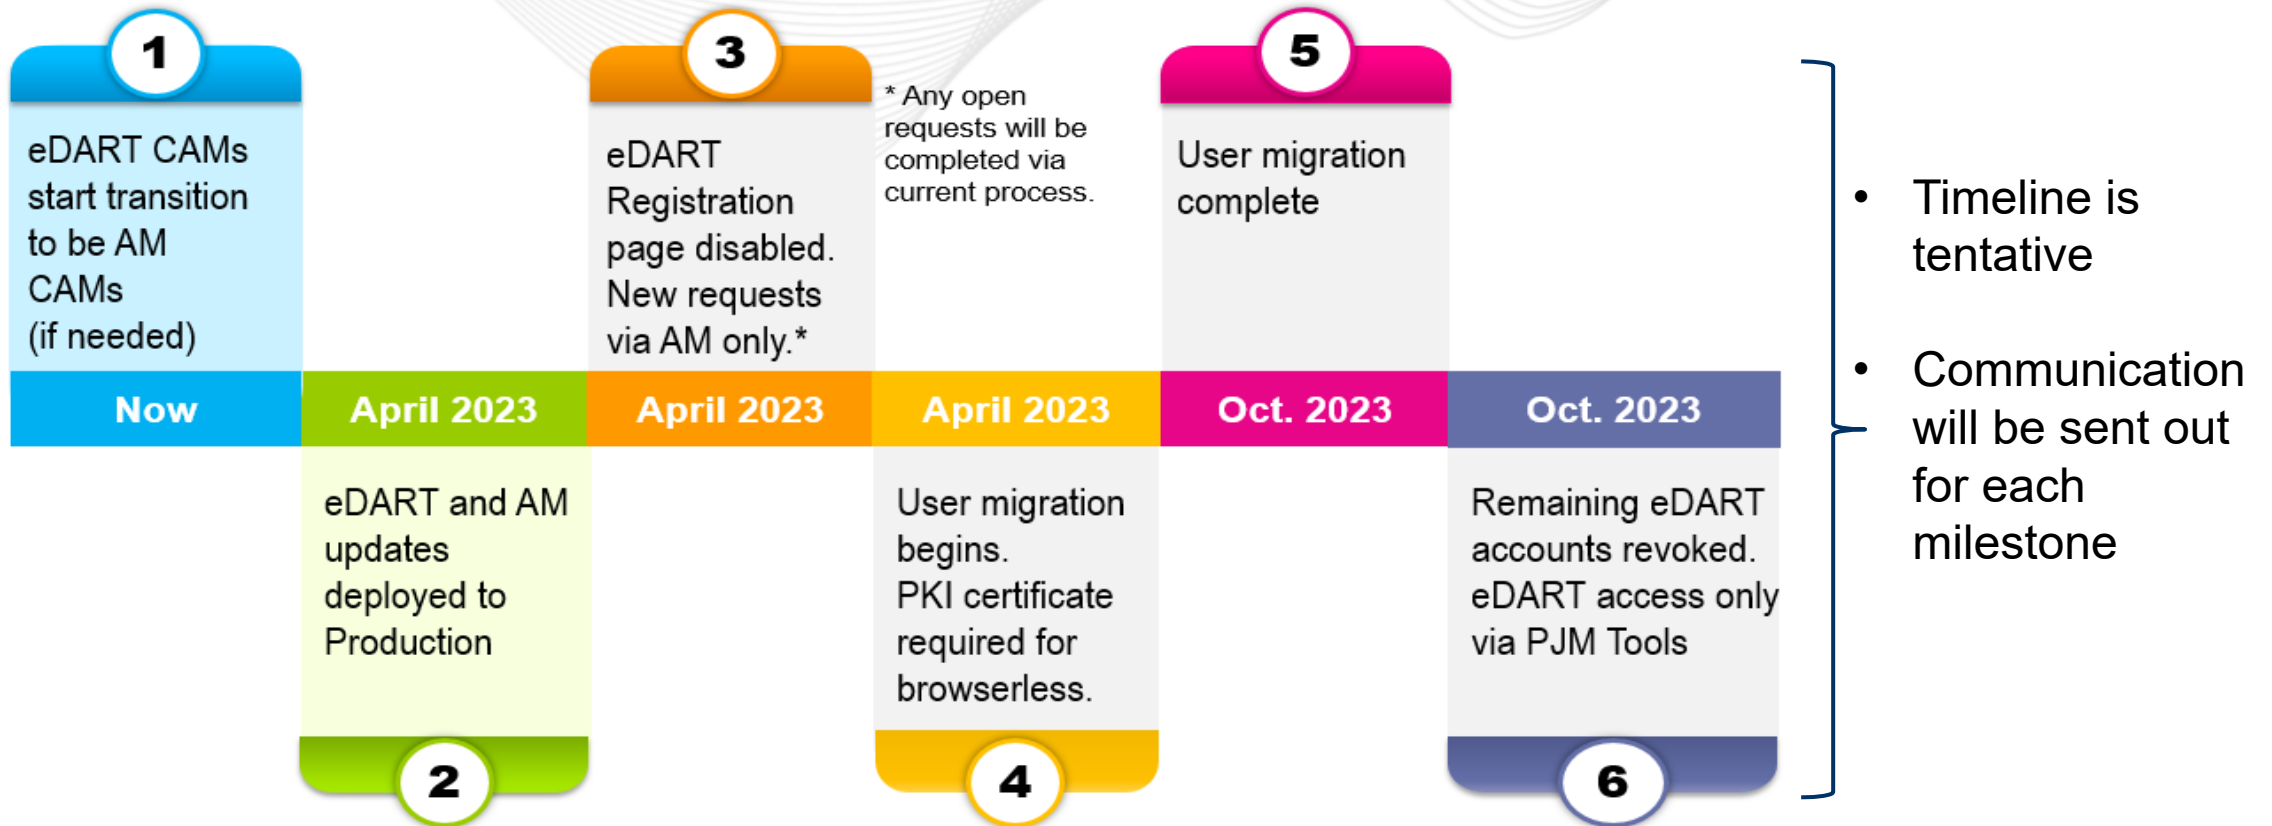 1
eDART CAMs
start transition
to be AM
CAMs
(if needed)
Now
April 2023
eDART and AM
updates
deployed to
Production
2
3
eDART
Registration
page disabled.
New requests
via AM only.*
April 2023
* Any open
requests will be
completed via
current process.
April 2023
User migration
begins.
PKI certificate
required for
browserless.
4
5
User migration
complete
Oct. 2023
Oct. 2023
Remaining eDART
accounts revoked.
eDART access only
via PJM Tools
6
• Timeline is
tentative
• Communication
will be sent out
for each
milestone